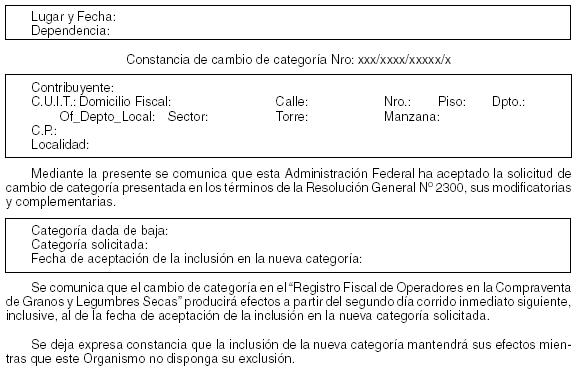 Lugar y Fecha:
Dependencia:
Constancia de cambio de categoría Nro: xxx/xxxx/xxxxx/x
Contribuyente:
C.U.I.T.: Domicilio Fiscal: Calle: Nro.: Piso: Dpto.:
Of_Depto_Local: Sector: Torre: Manzana:
C.P.:
Localidad:
Mediante la presente se comunica que esta Administración Federal ha aceptado la solicitud de
cambio de categoría presentada en los términos de la Resolución General Nº 2300, sus modificatorias
y complementarias.
Categoría dada de baja:
Categoría solicitada:
Fecha de aceptación de la inclusión en la nueva categoría:
Se comunica que el cambio de categoría en el “Registro Fiscal de Operadores en la Compraventa
de Granos y Legumbres Secas” producirá efectos a partir del segundo día corrido inmediato siguiente,
inclusive, al de la fecha de aceptación de la inclusión en la nueva categoría solicitada.
Se deja expresa constancia que la inclusión de la nueva categoría mantendrá sus efectos mien-
tras que este Organismo no disponga su exclusión.